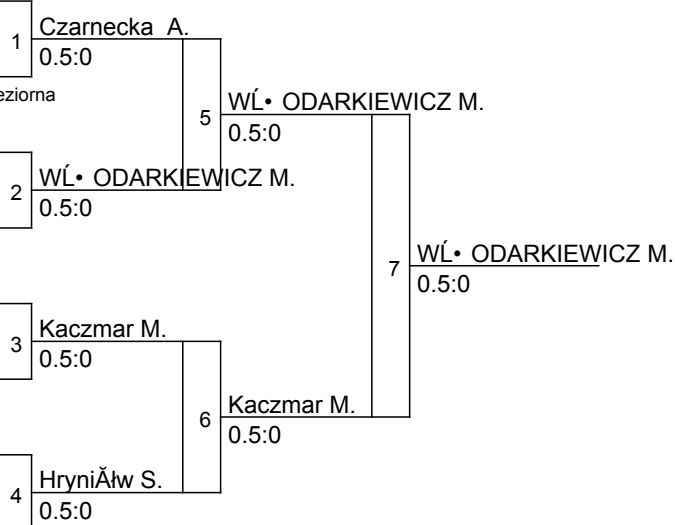 1
Czarnecka A.
0.5:0
eziorna
5
WĹ• ODARKIEWICZ M.
0.5:0
2
WĹ• ODARKIEWICZ M.
0.5:0
7
WĹ• ODARKIEWICZ M.
0.5:0
3
Kaczmar M.
0.5:0
6
Kaczmar M.
0.5:0
4
HryniĂłw S.
0.5:0